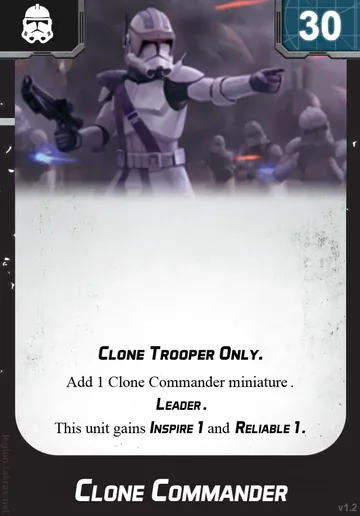 30
CLONE TROOPER ONLY.
Add 1 Clone Commander miniature.
LEADER.
This unit gains INSPIRE 1 and RELIABLE 1.
CLONE COMMANDER
v1.2